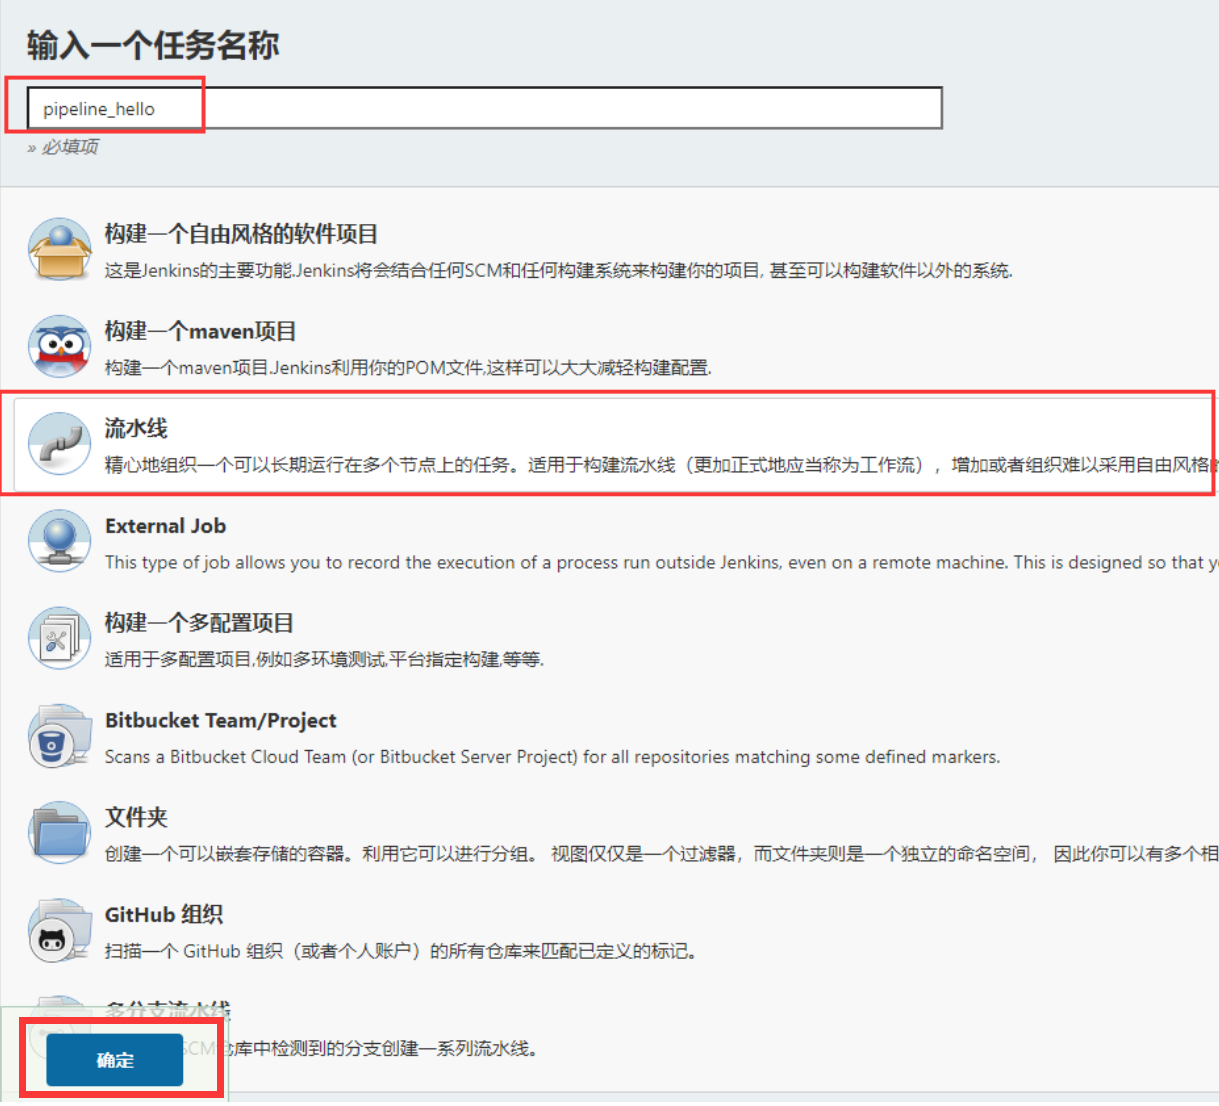 输入一个任务名称
pipeline_hello
» 必填项
构建一个自由风格的软件项目
这是Jenkins的主要功能.Jenkins将会结合任何SCM和任何构建系统来构建你的项目, 甚至可以构建软件以外的系统.
构建一个maven项目
构建一个maven项目.Jenkins利用你的POM文件,这样可以大大减轻构建配置.
流水线
精心地组织一个可以长期运行在多个节点上的任务。适用于构建流水线（更加正式地应当称为工作流），增加或者组织难以采用自由风格的
External Job
This type of job allows you to record the execution of a process run outside Jenkins, even on a remote machine. This is designed so that
构建一个多配置项目
适用于多配置项目,例如多环境测试,平台指定构建,等等.
Bitbucket Team/Project
Scans a Bitbucket Cloud Team (or Bitbucket Server Project) for all repositories matching some defined markers.
文件夹
创建一个可以嵌套存储的容器。利用它可以进行分组。 视图仅仅是一个过滤器，而文件夹则是一个独立的命名空间， 因此你可以有多个相
GitHub 组织
扫描一个 GitHub 组织（或者个人账户）的所有仓库来匹配已定义的标记。
多分支流水线
SCM仓库中检测到的分支创建一系列流水线。
确定